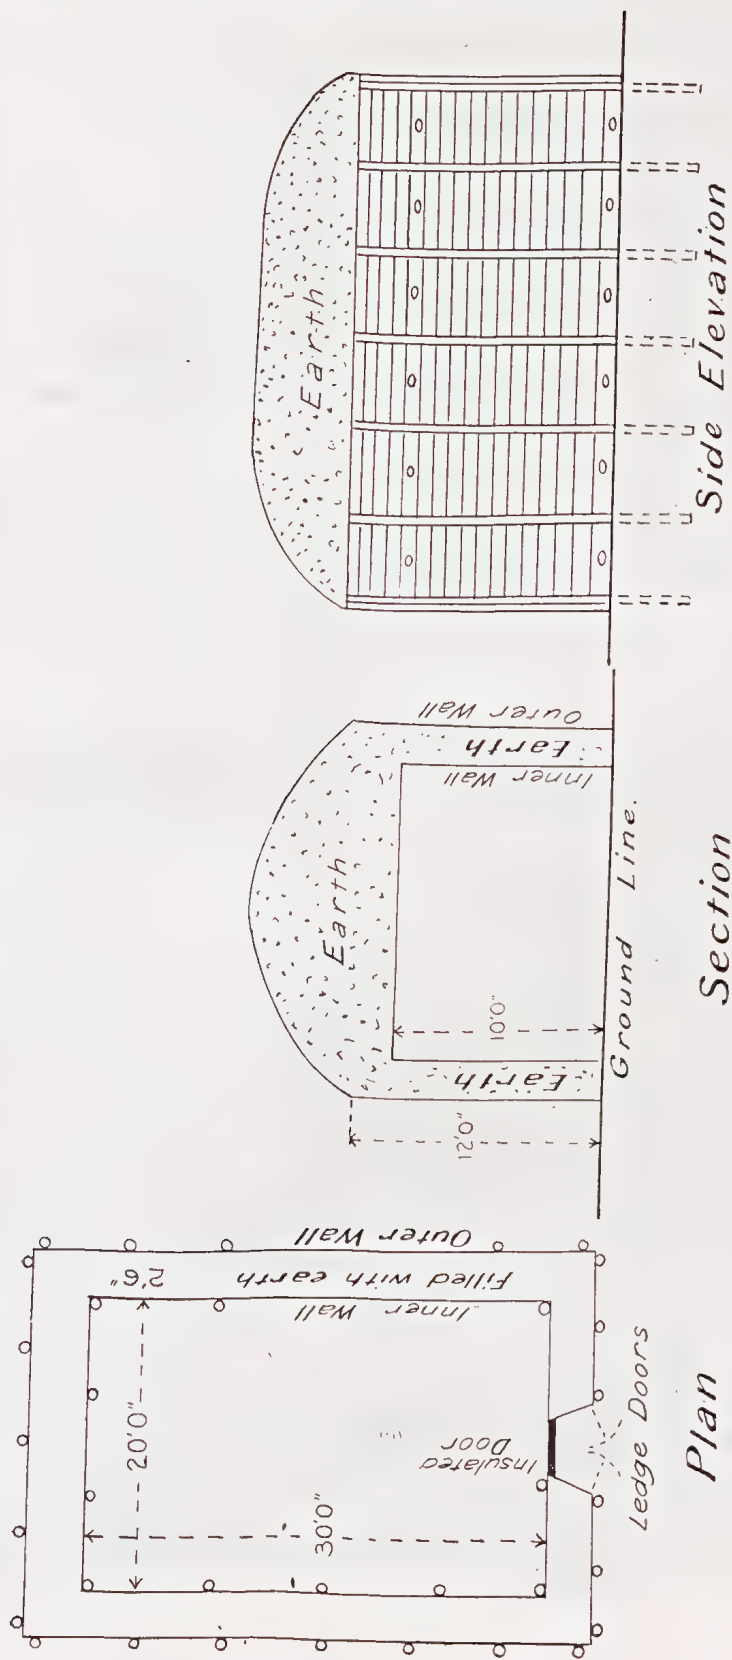 Earth
Side Elevation
Earth
Outer Wall
Earth
Inner Wall
Earth
10'.0"
12'.0"
Ground Line.
Section
Outer Wall
Filled with earth 2'6"
Inner Wall
20'0"
30'0"
Insulated
Door
Ledge Doors
Plan